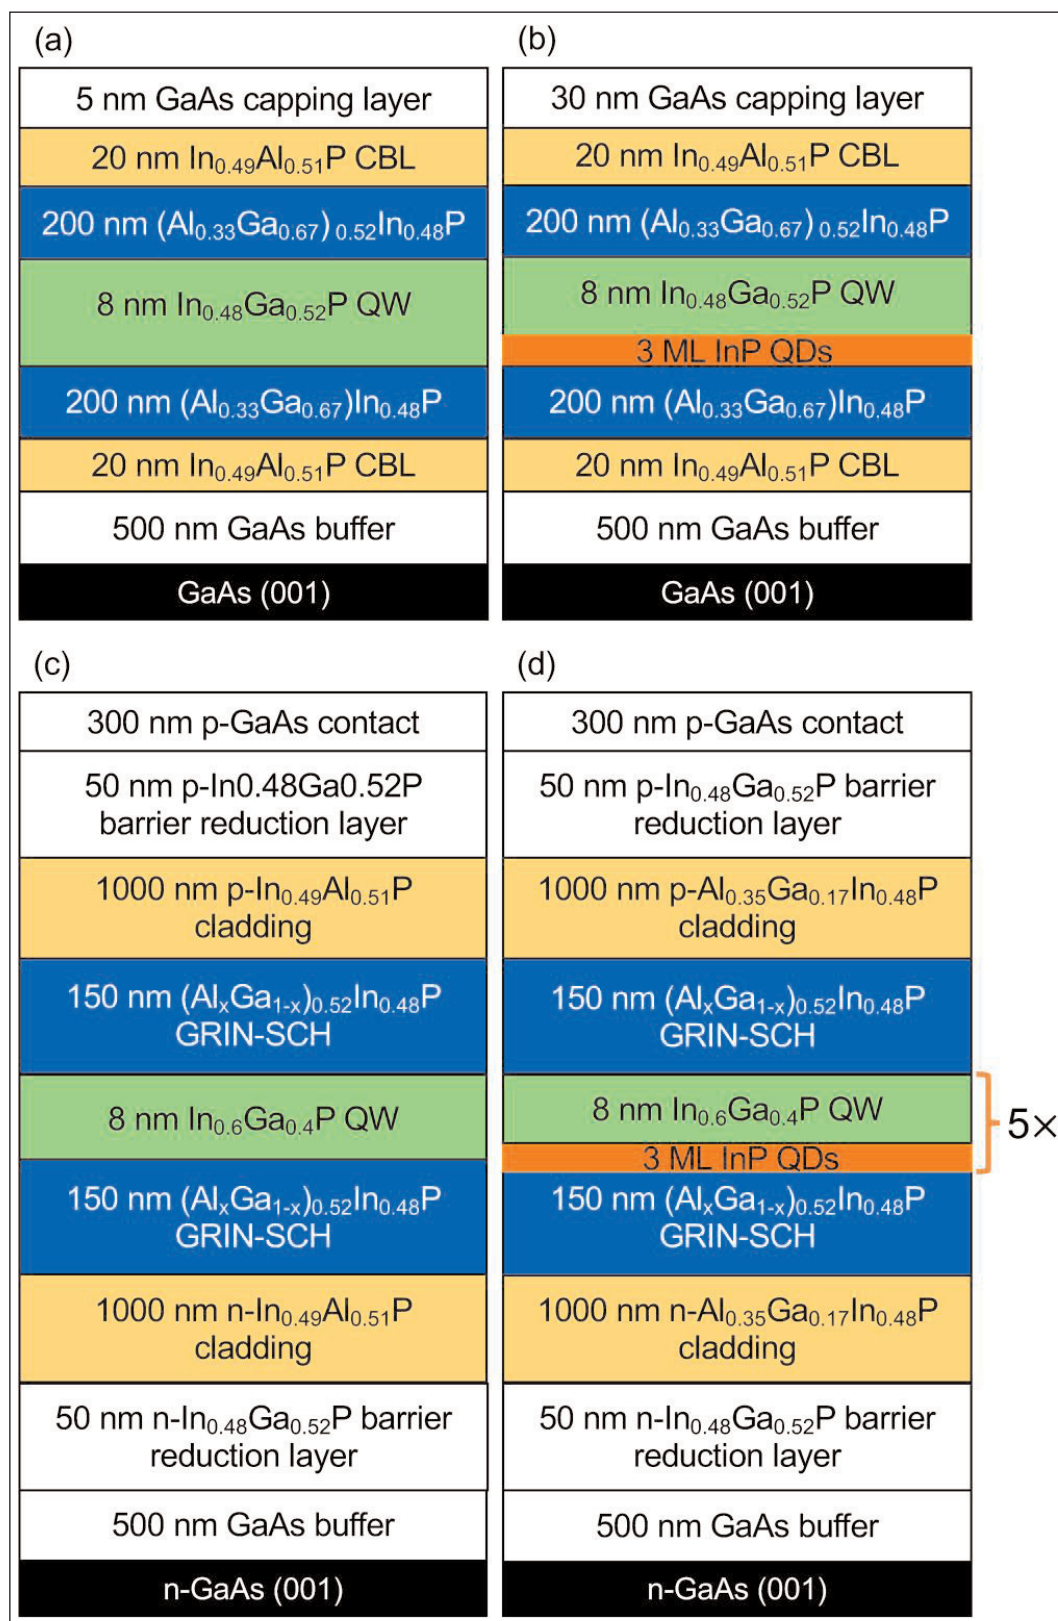 (a)
5 nm GaAs capping layer
20 nm In₀.₄₉Al₀.₅₁P CBL
200 nm (Al₀.₃₃Ga₀.₆₇)₀.₅₂In₀.₄₈P
8 nm In₀.₄₈Ga₀.₅₂P QW
200 nm (Al₀.₃₃Ga₀.₆₇)In₀.₄₈P
20 nm In₀.₄₉Al₀.₅₁P CBL
500 nm GaAs buffer
GaAs (001)
(b)
30 nm GaAs capping layer
20 nm In₀.₄₉Al₀.₅₁P CBL
200 nm (Al₀.₃₃Ga₀.₆₇)₀.₅₂In₀.₄₈P
8 nm In₀.₄₈Ga₀.₅₂P QW
3 ML InP QDs
200 nm (Al₀.₃₃Ga₀.₆₇)In₀.₄₈P
20 nm In₀.₄₉Al₀.₅₁P CBL
500 nm GaAs buffer
GaAs (001)
(c)
300 nm p-GaAs contact
50 nm p-In0.48Ga0.52P
barrier reduction layer
1000 nm p-In₀.₄₉Al₀.₅₁P
cladding
150 nm (AlₓGa₁₋ₓ)₀.₅₂In₀.₄₈P
GRIN-SCH
8 nm In₀.₆Ga₀.₄P QW
150 nm (AlₓGa₁₋ₓ)₀.₅₂In₀.₄₈P
GRIN-SCH
1000 nm n-In₀.₄₉Al₀.₅₁P
cladding
50 nm n-In₀.₄₈Ga₀.₅₂P barrier
reduction layer
500 nm GaAs buffer
n-GaAs (001)
(d)
300 nm p-GaAs contact
50 nm p-In₀.₄₈Ga₀.₅₂P barrier
reduction layer
1000 nm p-Al₀.₃₅Ga₀.₁₇In₀.₄₈P
cladding
150 nm (AlₓGa₁₋ₓ)₀.₅₂In₀.₄₈P
GRIN-SCH
8 nm In₀.₆Ga₀.₄P QW
3 ML InP QDs
5×
150 nm (AlₓGa₁₋ₓ)₀.₅₂In₀.₄₈P
GRIN-SCH
1000 nm n-Al₀.₃₅Ga₀.₁₇In₀.₄₈P
cladding
50 nm n-In₀.₄₈Ga₀.₅₂P barrier
reduction layer
500 nm GaAs buffer
n-GaAs (001)